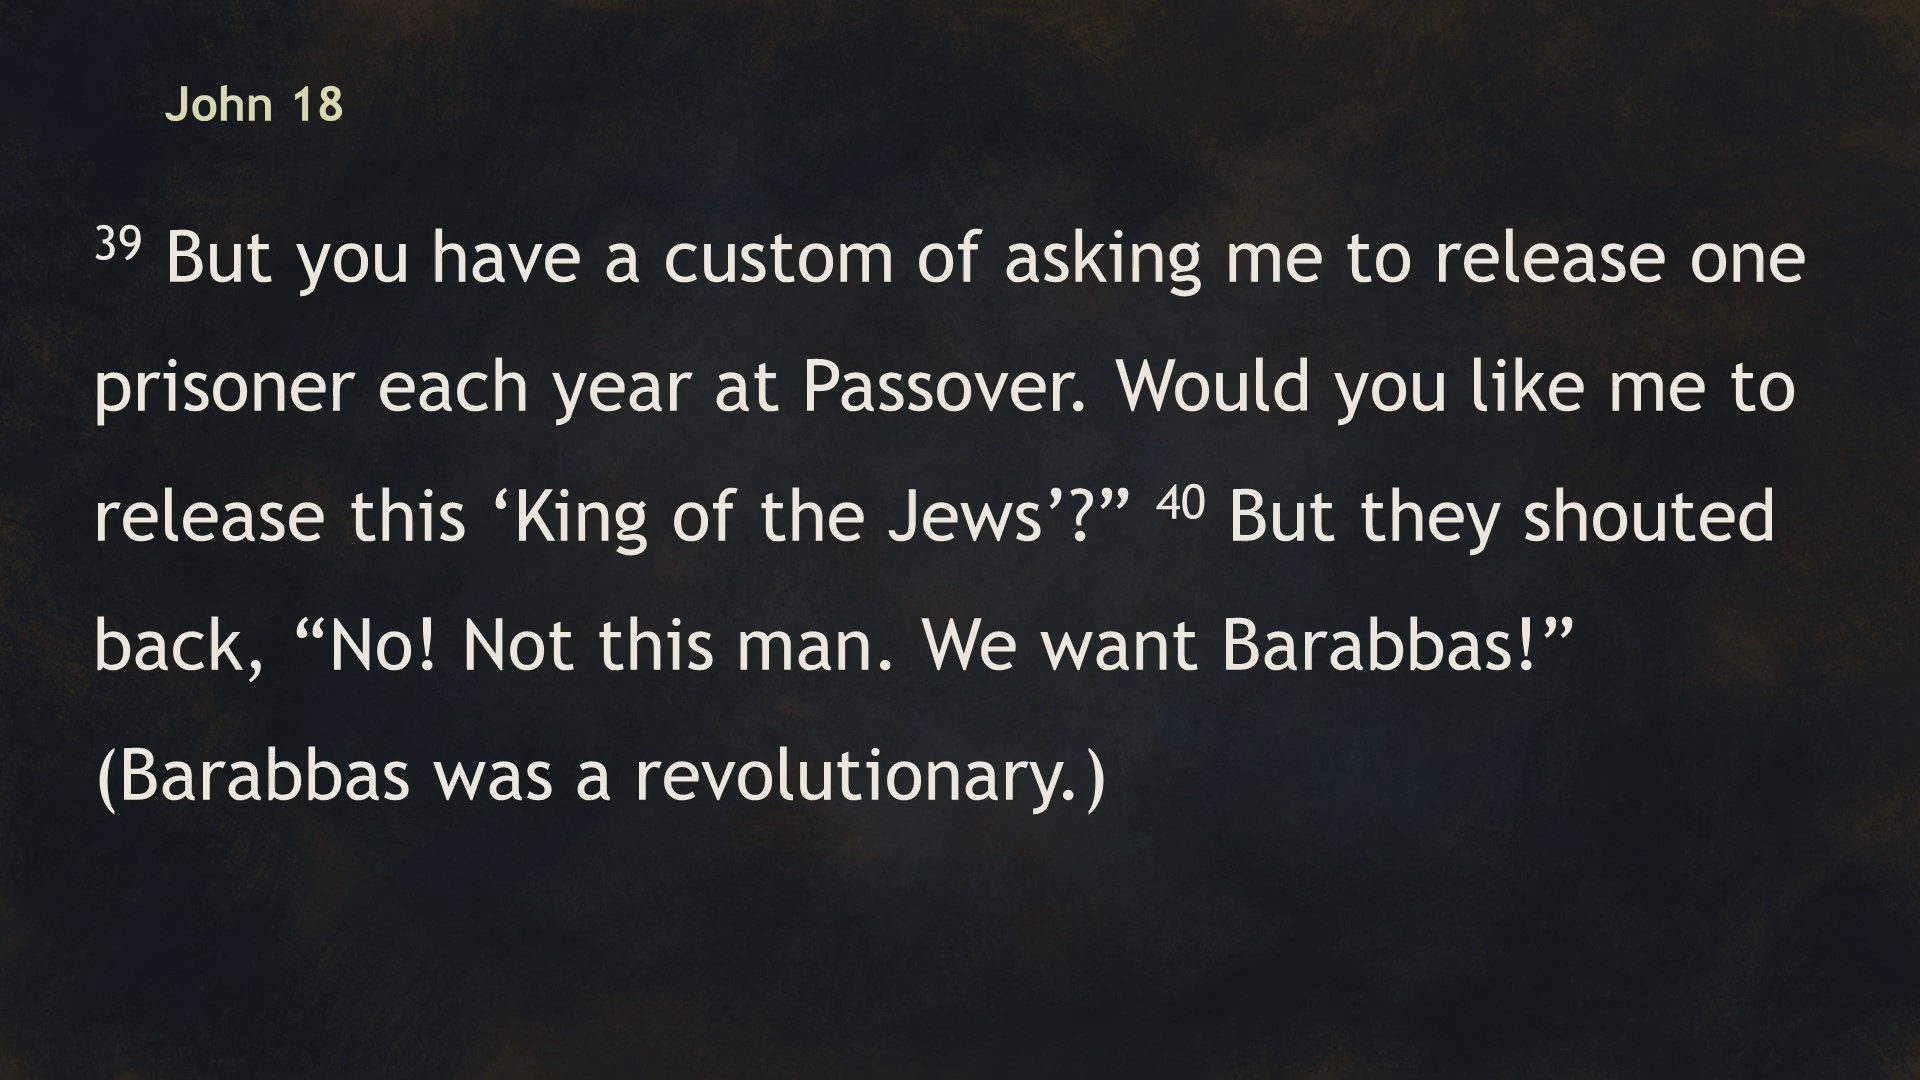 John 18
39 But you have a custom of asking me to release one
prisoner each year at Passover. Would you like me to
release this ‘King of the Jews’?” 40 But they shouted
back, “No! Not this man. We want Barabbas!”
(Barabbas was a revolutionary.)